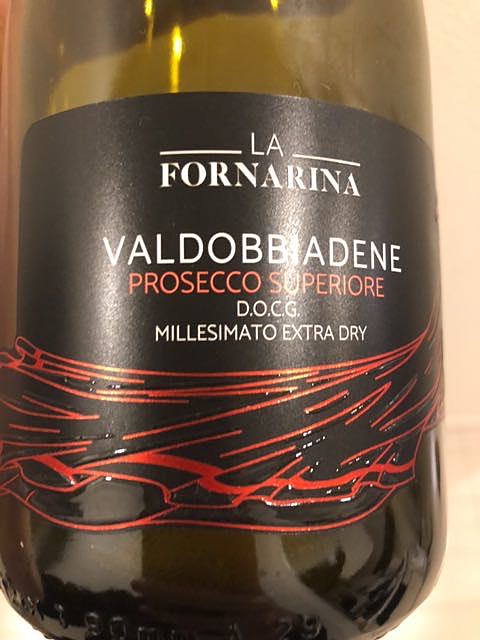 LA
FORNARINA
VALDOBBIADENE
PROSECCO SUPERIORE
D.O.C.G.
MILLESIMATO EXTRA DRY